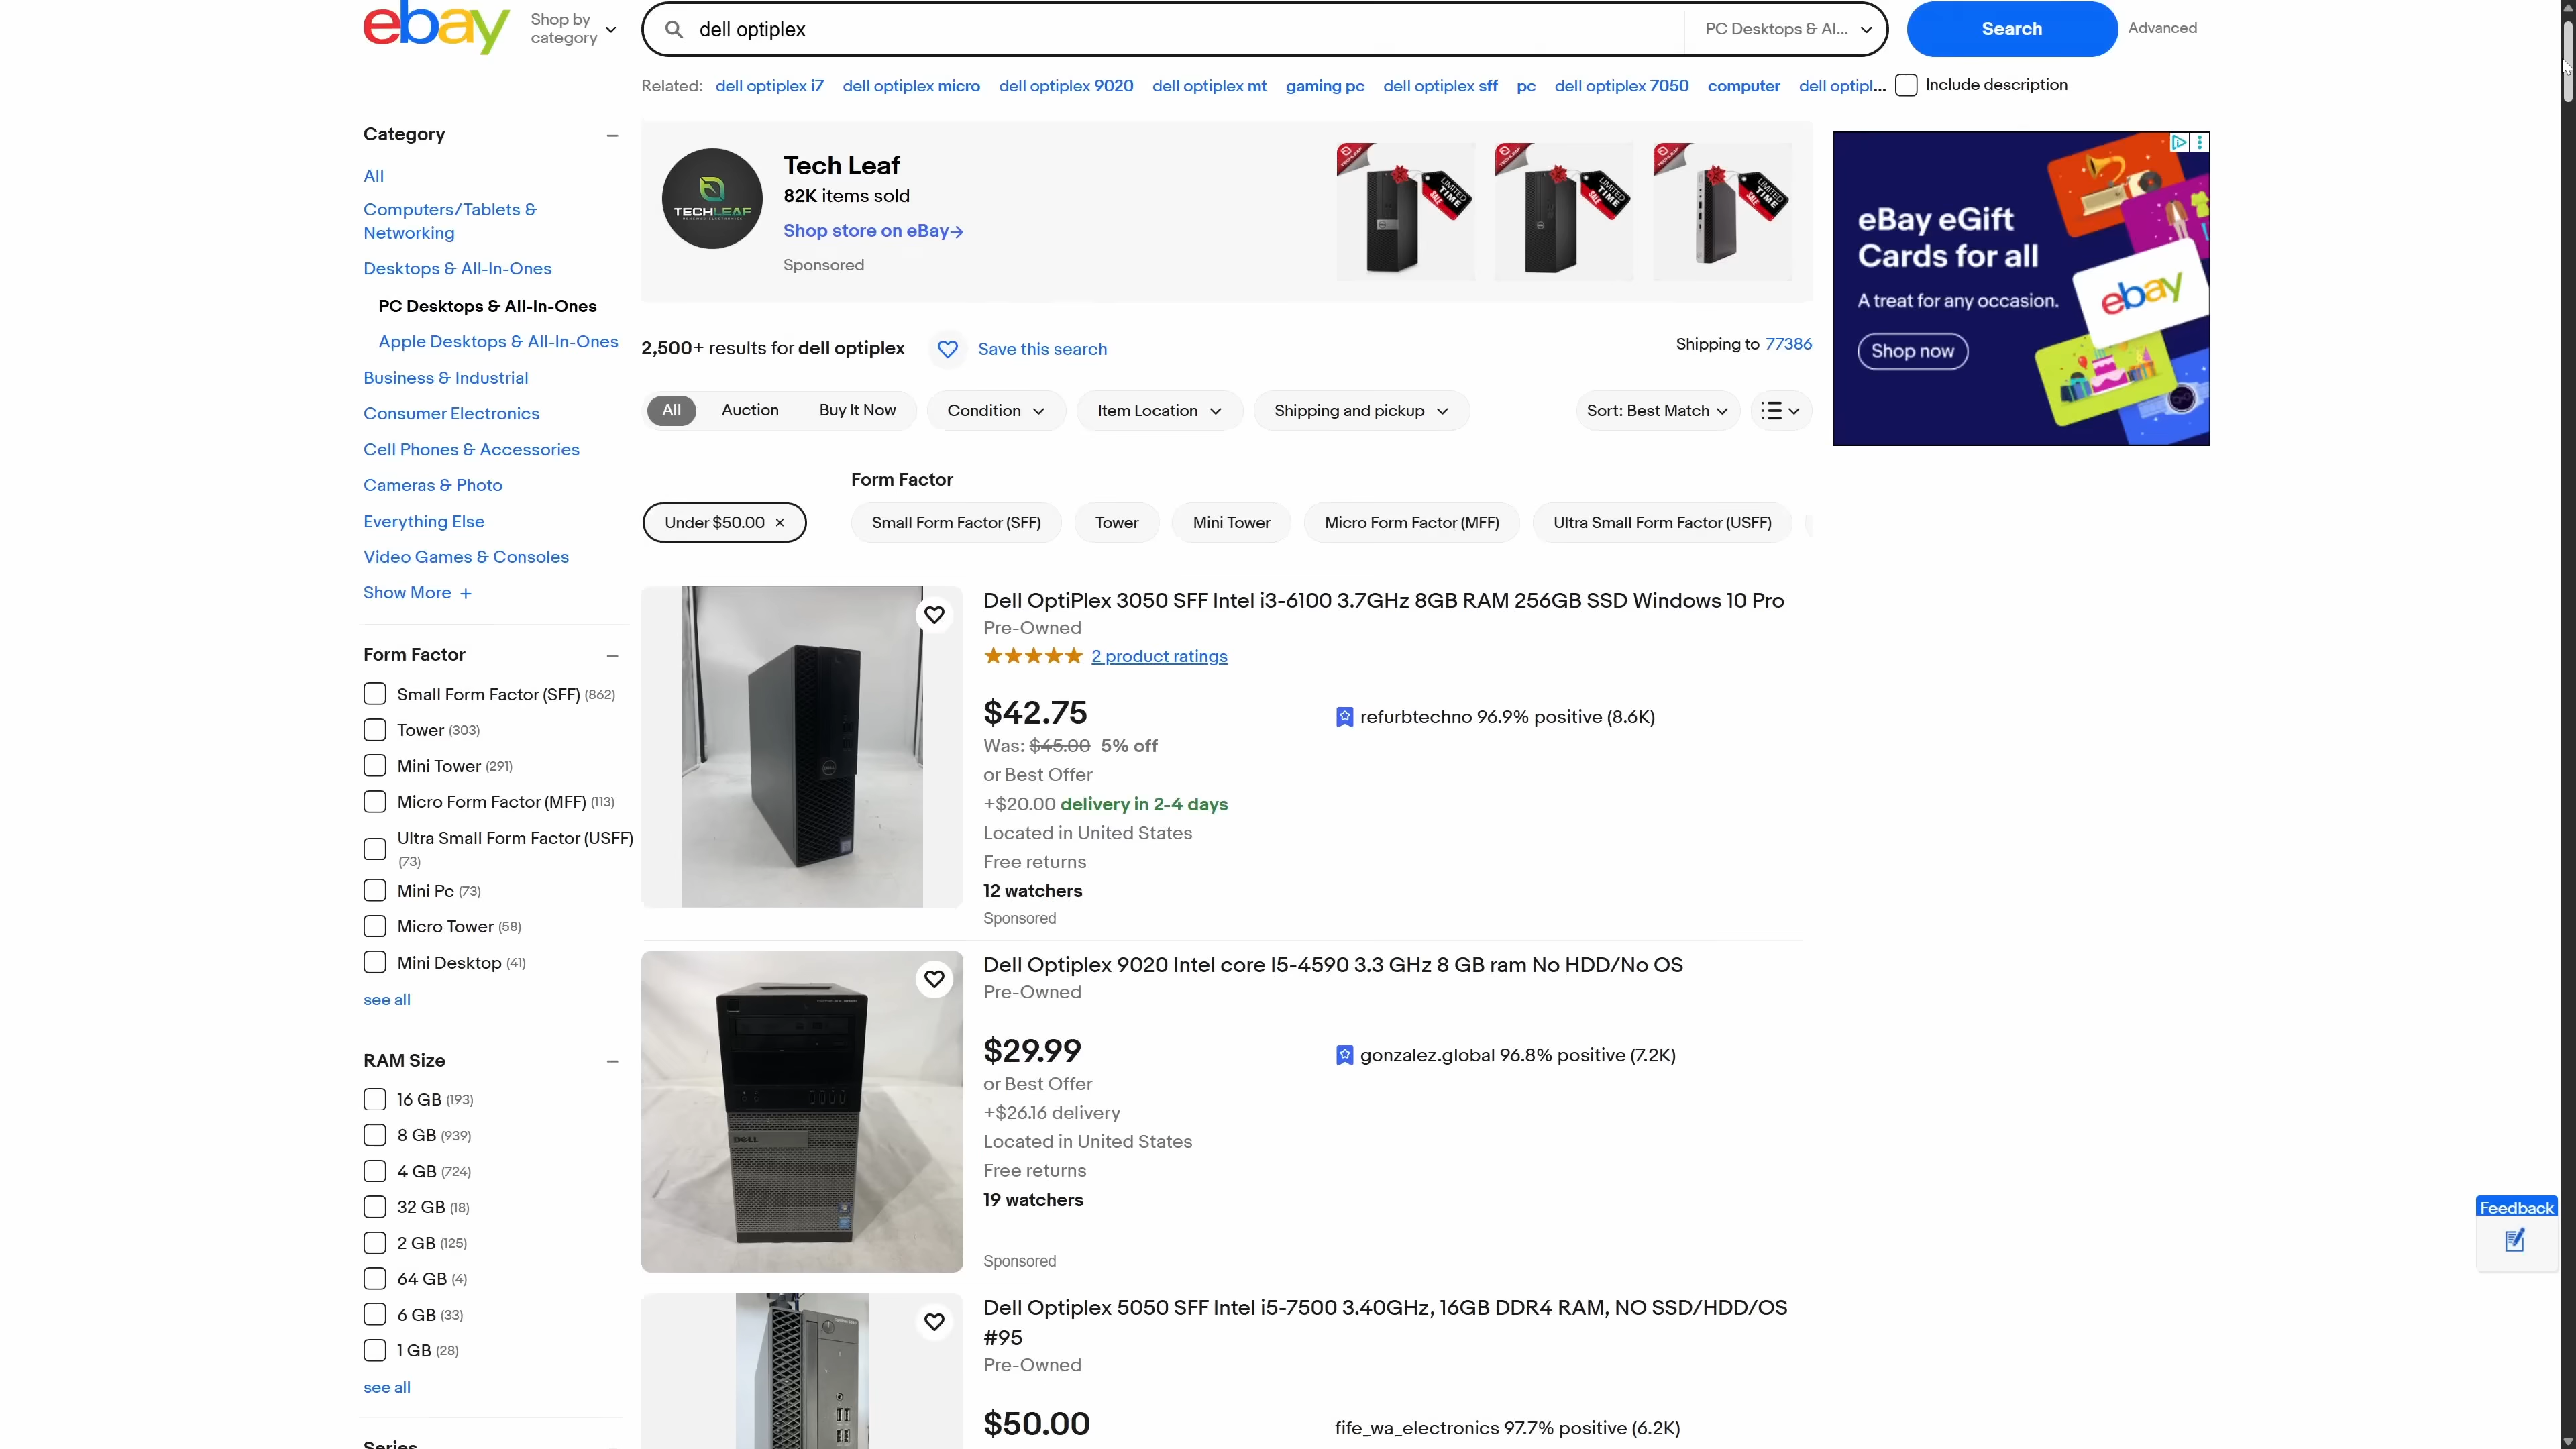 ebay
Shop by
category
dell optiplex
PC Desktops & Al...
Search
Advanced
Related: dell optiplex i7 dell optiplex micro dell optiplex 9020 dell optiplex mt gaming pc dell optiplex sff pc dell optiplex 7050 computer dell optipl...
Include description
Category
All
Computers/Tablets &
Networking
Desktops & All-In-Ones
PC Desktops & All-In-Ones
Apple Desktops & All-In-Ones
Business & Industrial
Consumer Electronics
Cell Phones & Accessories
Cameras & Photo
Everything Else
Video Games & Consoles
Show More
Form Factor
Small Form Factor (SFF) (862)
Tower (303)
Mini Tower (291)
Micro Form Factor (MFF) (113)
Ultra Small Form Factor (USFF)
(73)
Mini Pc (73)
Micro Tower (58)
Mini Desktop (41)
see all
RAM Size
16 GB (193)
8 GB (939)
4 GB (724)
32 GB (18)
2 GB (125)
64 GB (4)
6 GB (33)
1 GB (28)
see all
Series
TECHLEAF
Tech Leaf
82K items sold
Shop store on eBay→
Sponsored
LIMITED
TIME
SALE
LIMITED
TIME
SALE
LIMITED
TIME
SALE
2,500+ results for dell optiplex
Save this search
Shipping to 77386
All
Auction
Buy It Now
Condition
Item Location
Shipping and pickup
Sort: Best Match
Under $50.00 ×
Form Factor
Small Form Factor (SFF)
Tower
Mini Tower
Micro Form Factor (MFF)
Ultra Small Form Factor (USFF)
Dell OptiPlex 3050 SFF Intel i3-6100 3.7GHz 8GB RAM 256GB SSD Windows 10 Pro
Pre-Owned
2 product ratings
$42.75
Was: $45.00 5% off
or Best Offer
+$20.00 delivery in 2-4 days
Located in United States
Free returns
12 watchers
Sponsored
refurbtechno 96.9% positive (8.6K)
DELL
Dell Optiplex 9020 Intel core I5-4590 3.3 GHz 8 GB ram No HDD/No OS
Pre-Owned
$29.99
or Best Offer
+$26.16 delivery
Located in United States
Free returns
19 watchers
Sponsored
gonzalez.global 96.8% positive (7.2K)
Dell Optiplex 5050 SFF Intel i5-7500 3.40GHz, 16GB DDR4 RAM, NO SSD/HDD/OS
#95
Pre-Owned
$50.00
fife_wa_electronics 97.7% positive (6.2K)
eBay eGift
Cards for all
A treat for any occasion.
Shop now
ebay
Feedback